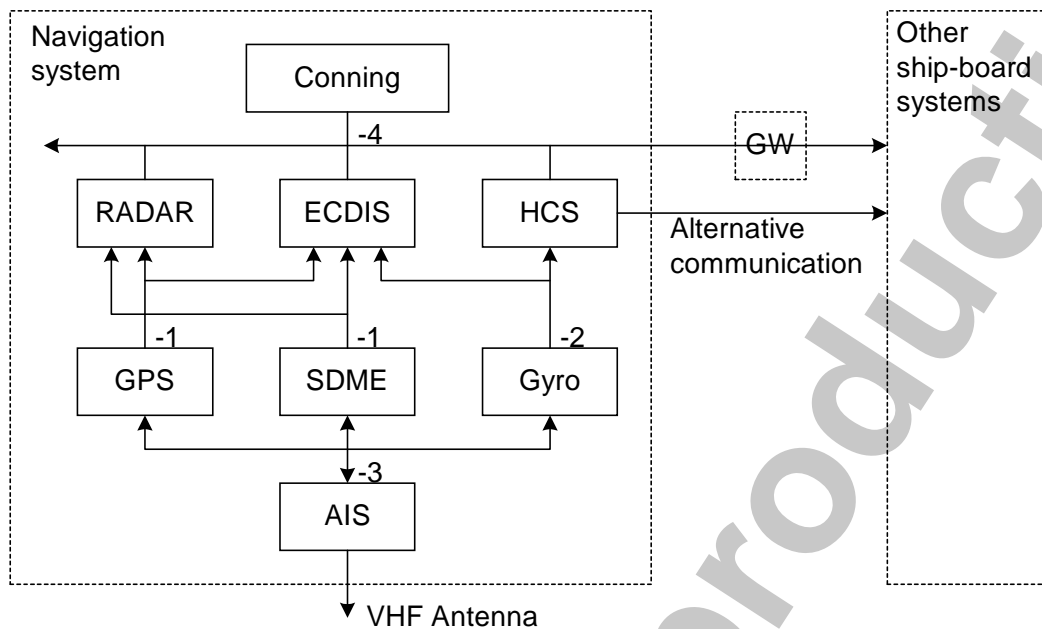 Navigation
system
Conning
Other
ship-board
systems
-4
GW
RADAR
ECDIS
HCS
Alternative
communication
-1
-1
-2
GPS
SDME
Gyro
-3
AIS
VHF Antenna